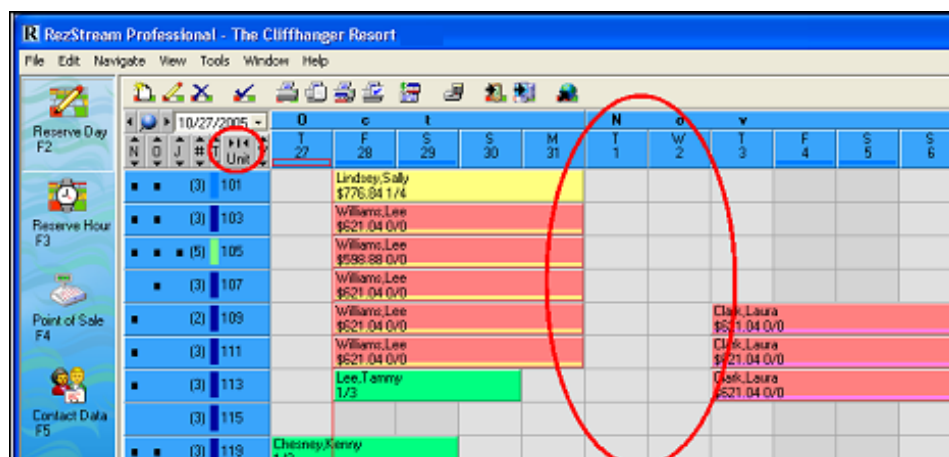 RezStream Professional - The Cliffhanger Resort
File Edit Navigate View Tools Window Help
10/27/2005
O c t N o v
N O J # T Unit
T 27 F 28 S 29 S 30 M 31 T 1 W 2 T 3 F 4 S 5 S 6
Reserve Day
F2
Reserve Hour
F3
Point of Sale
F4
Contact Data
F5
(3) 101 Lindsey,Sally
$776.84 1/4
(3) 103 Williams,Lee
$621.04 0/0
(5) 105 Williams,Lee
$598.88 0/0
(3) 107 Williams,Lee
$621.04 0/0
(2) 109 Williams,Lee Clark,Laura
$621.04 0/0 $621.04 0/0
(3) 111 Williams,Lee Clark,Laura
$621.04 0/0 $621.04 0/0
(3) 113 Lee,Tammy Clark,Laura
1/3 $621.04 0/0
(3) 115
(3) 119 Chesney,Kenny